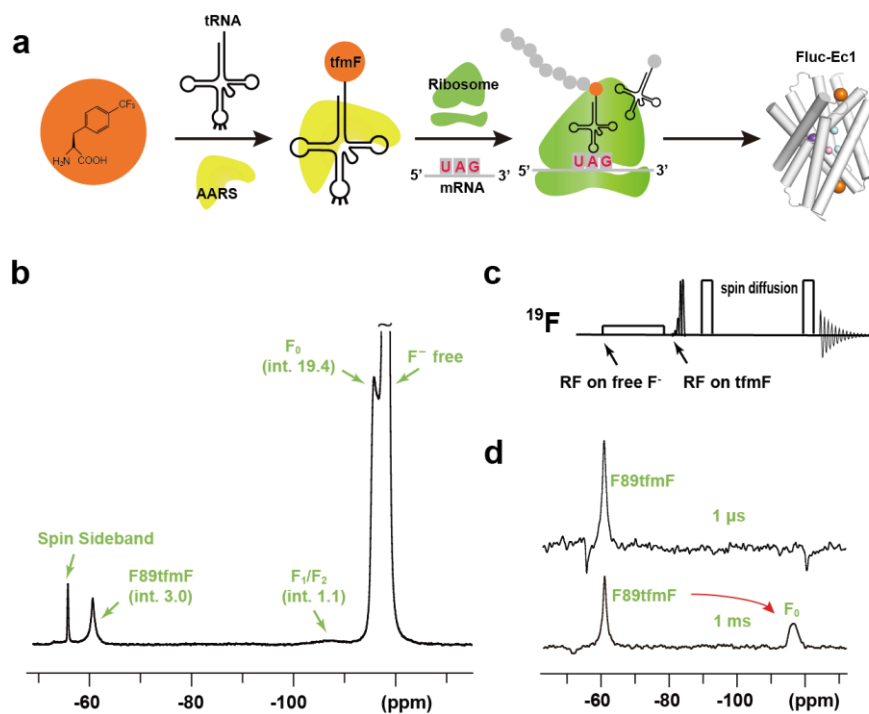 a
tRNA
tfmF
CF₃
H₂N
COOH
AARS
Ribosome
U A G
5’ 3’
mRNA
U A G
5’ 3’
Fluc-Ec1
b
F₀
(int. 19.4)
~
F⁻ free
Spin Sideband
F89tfmF
(int. 3.0)
F₁/F₂
(int. 1.1)
-60 -80 -100 (ppm)
c
¹⁹F
spin diffusion
RF on free F⁻
RF on tfmF
d
F89tfmF
1 µs
F89tfmF
F₀
1 ms
-60 -80 -100 (ppm)